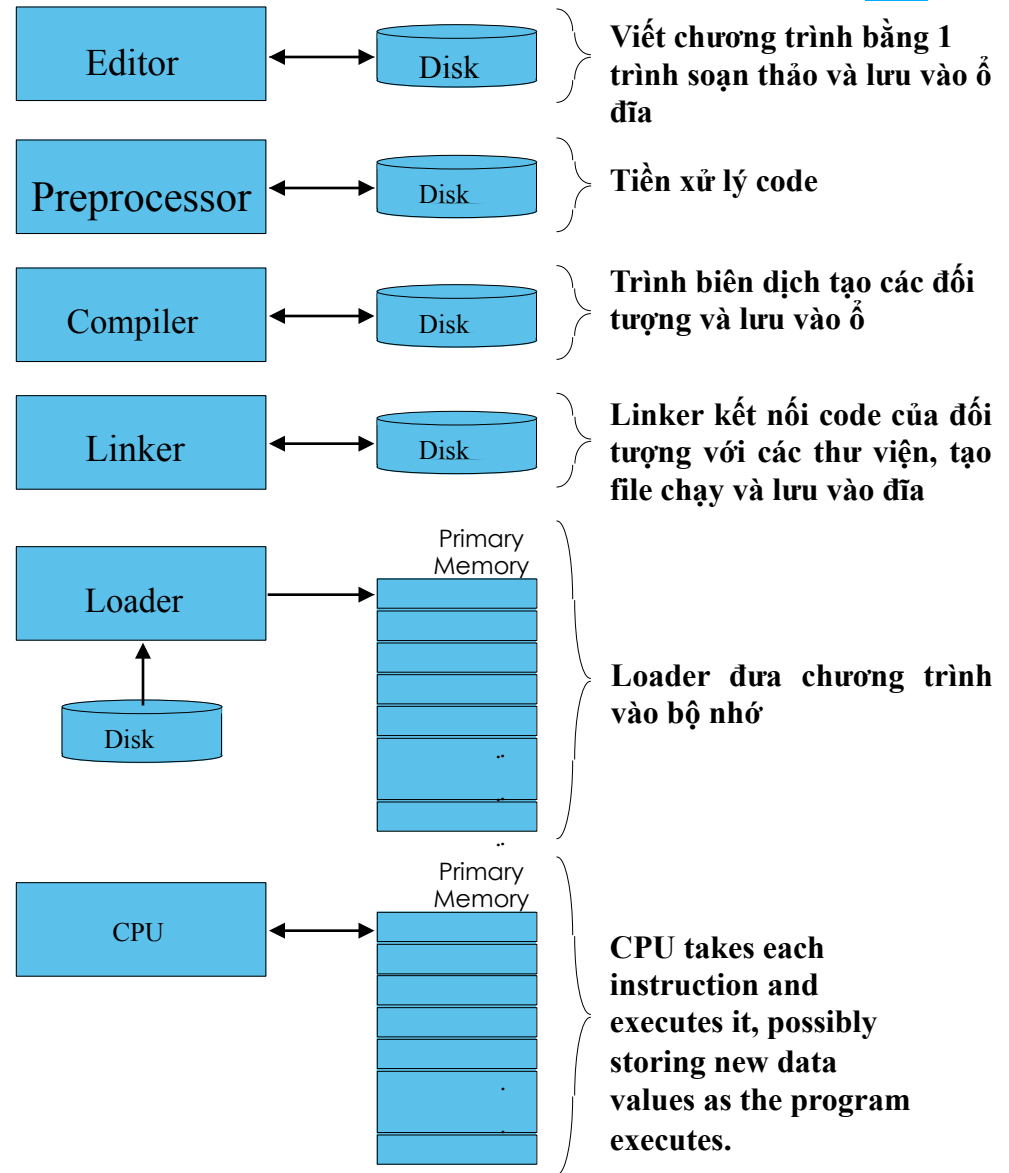 Editor
Disk
Viết chương trình bằng 1
trình soạn thảo và lưu vào ổ
đĩa
Preprocessor
Disk
Tiền xử lý code
Compiler
Disk
Trình biên dịch tạo các đối
tượng và lưu vào ổ
Linker
Disk
Linker kết nối code của đối
tượng với các thư viện, tạo
file chạy và lưu vào đĩa
Loader
Disk
Primary
Memory
Loader đưa chương trình
vào bộ nhớ
CPU
Primary
Memory
CPU takes each
instruction and
executes it, possibly
storing new data
values as the program
executes.